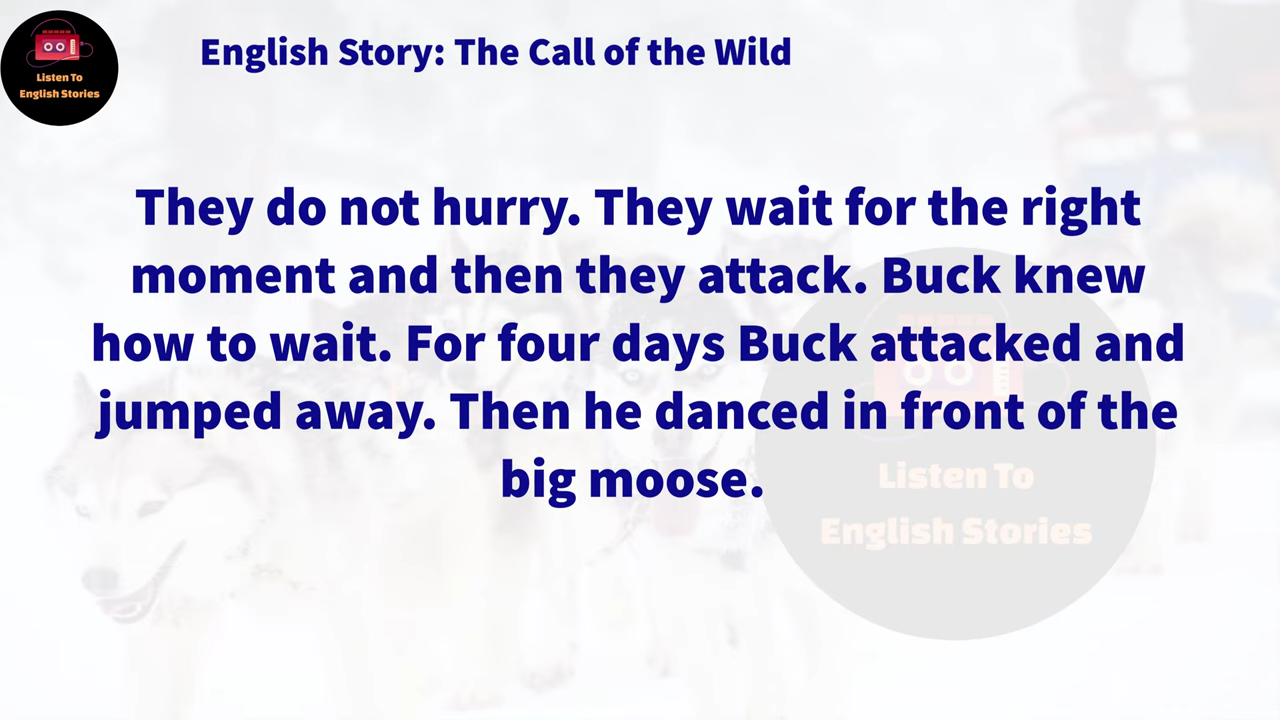 Listen To
English Stories
English Story: The Call of the Wild
They do not hurry. They wait for the right
moment and then they attack. Buck knew
how to wait. For four days Buck attacked and
jumped away. Then he danced in front of the
big moose.
Listen To
English Stories